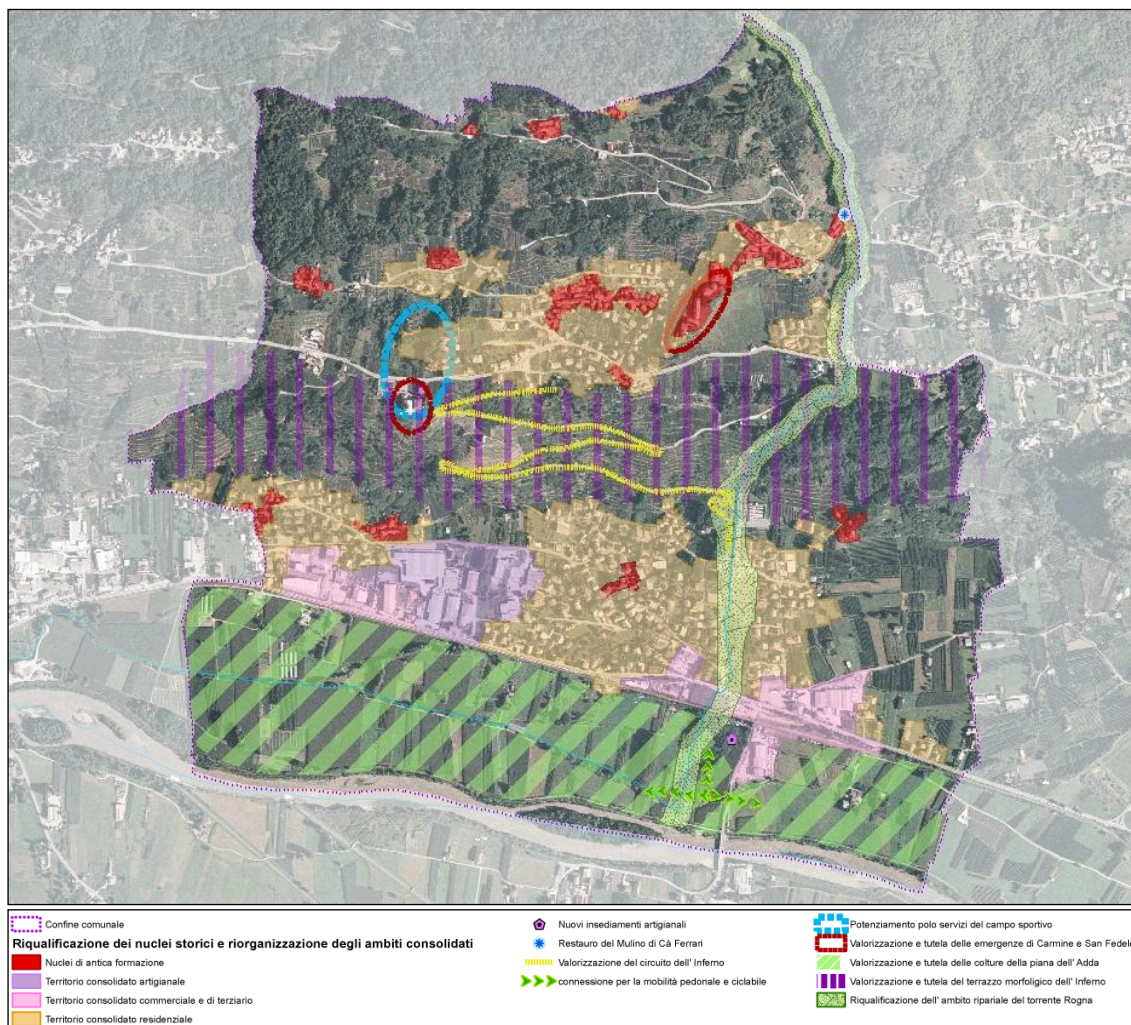 Confine comunale
Riqualificazione dei nuclei storici e riorganizzazione degli ambiti consolidati
Nuclei di antica formazione
Territorio consolidato artigianale
Territorio consolidato commerciale e di terziario
Territorio consolidato residenziale
Nuovi insediamenti artigianali
Restauro del Mulino di Cà Ferrari
Valorizzazione del circuito dell' Inferno
connessione per la mobilità pedonale e ciclabile
Potenziamento polo servizi del campo sportivo
Valorizzazione e tutela delle emergenze di Carmine e San Fedele
Valorizzazione e tutela delle colture della piana dell' Adda
Valorizzazione e tutela del terrazzo morfologico dell' Inferno
Riqualificazione dell' ambito ripariale del torrente Rogna